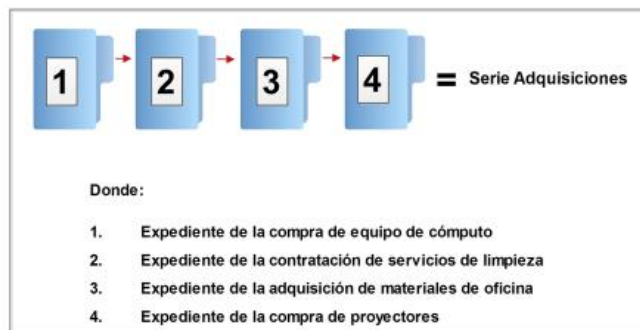 1 2 3 4 = Serie Adquisiciones
Donde:
1. Expediente de la compra de equipo de cómputo
2. Expediente de la contratación de servicios de limpieza
3. Expediente de la adquisición de materiales de oficina
4. Expediente de la compra de proyectores